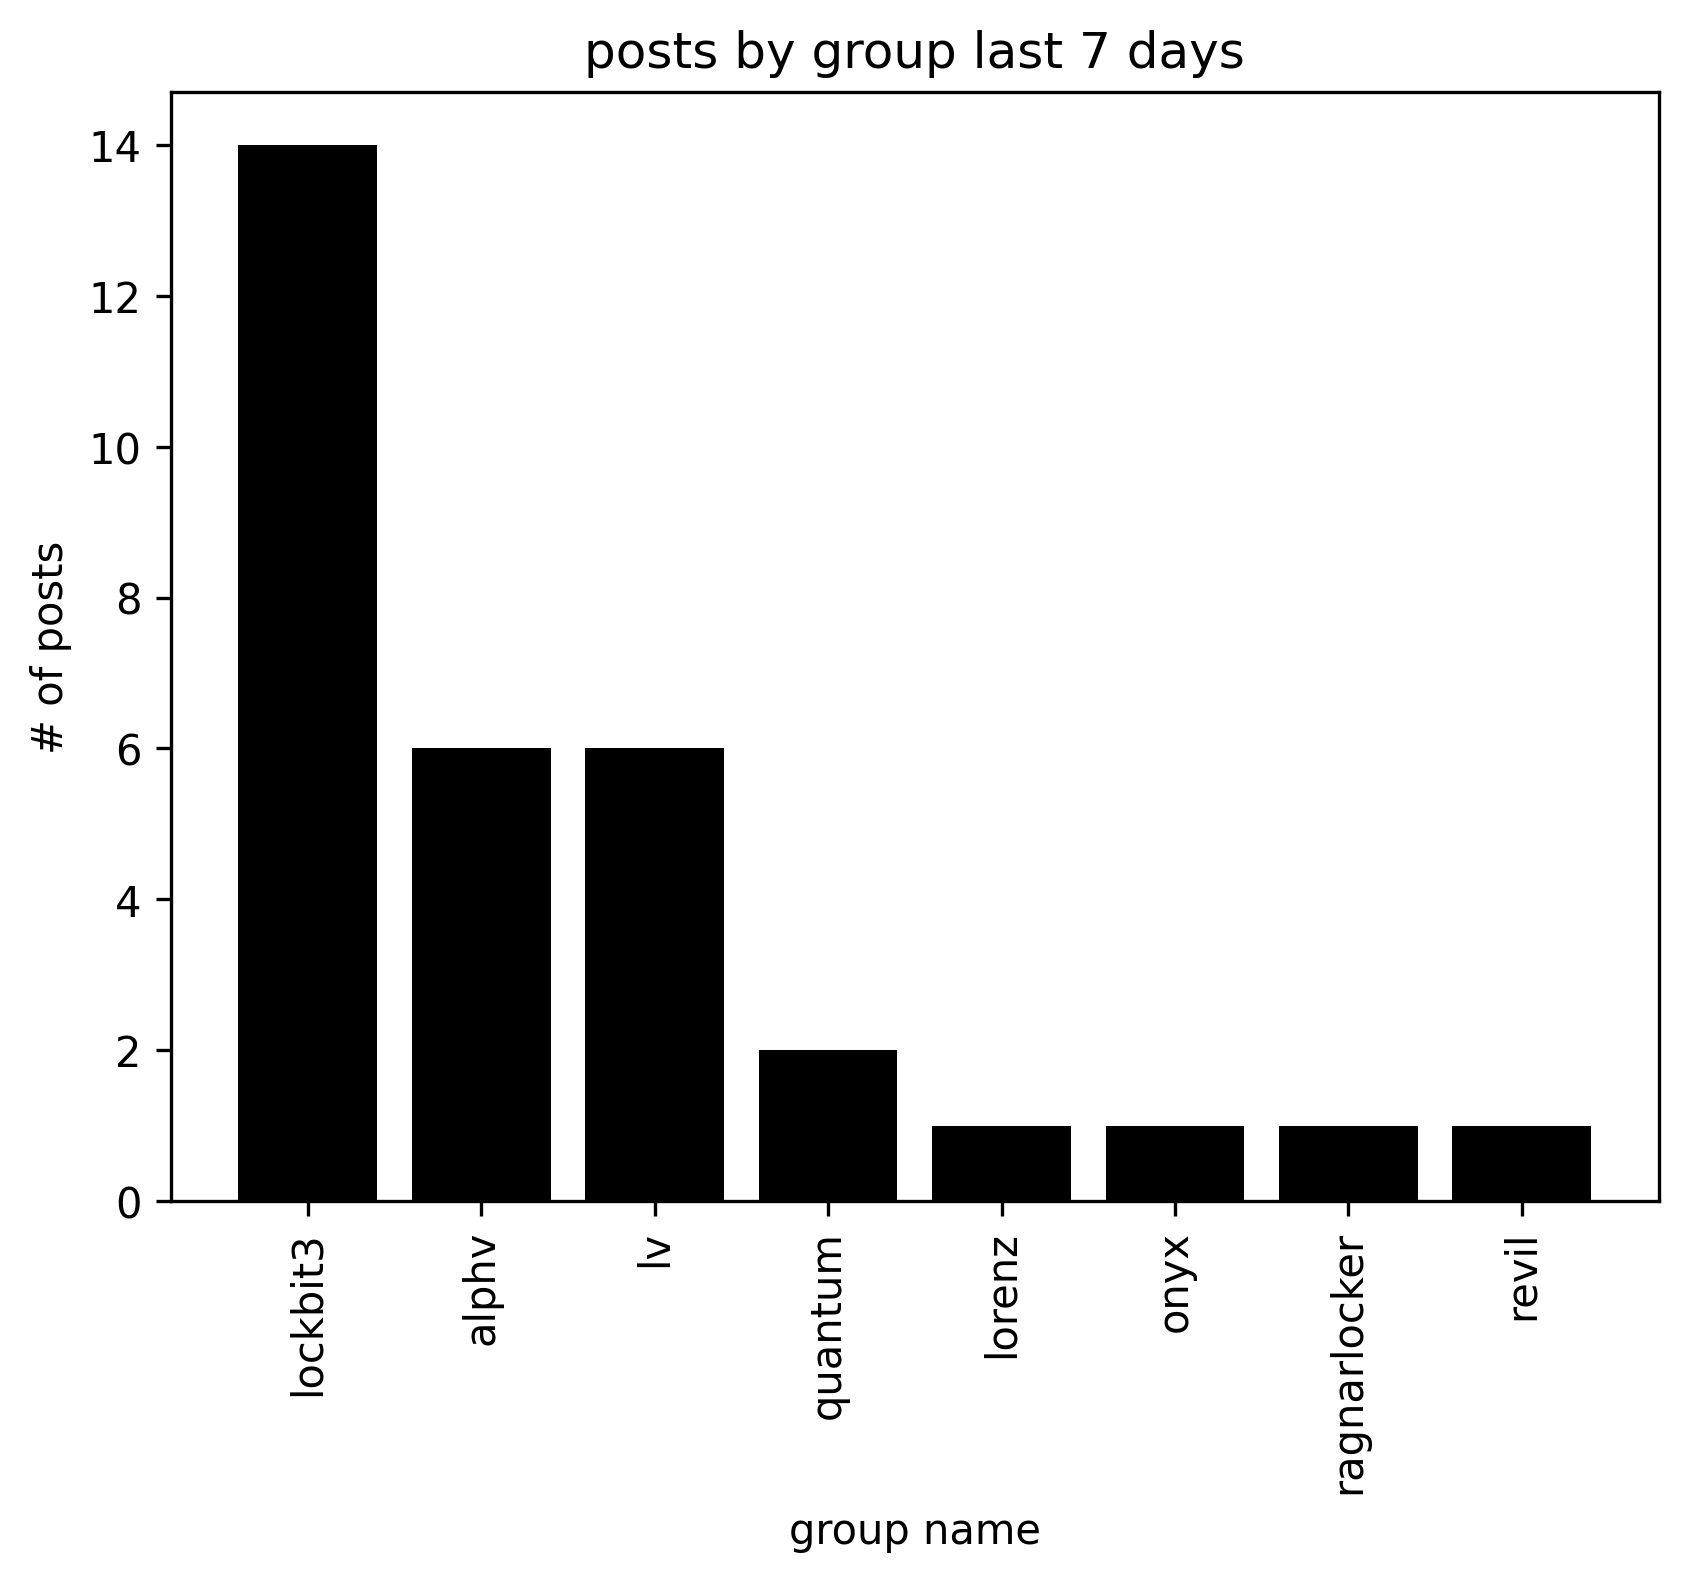 posts by group last 7 days
14
12
10
8
6
4
2
0
# of posts
lockbit3
alphv
lv
quantum
lorenz
onyx
ragnarlocker
revil
group name